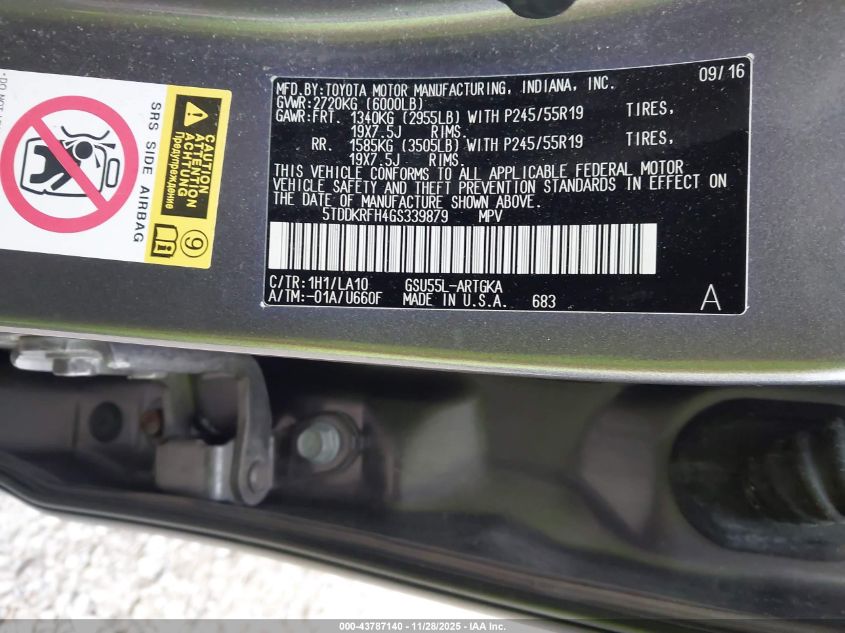 SRS SIDE AIRBAG
CAUTION
ATTENTION
ACHTUNG
Предупреждение
9
i
09/16
MFD.BY:TOYOTA MOTOR MANUFACTURING, INDIANA, INC.
GVWR:2720KG (6000LB)
GAWR:FRT. 1340KG (2955LB) WITH P245/55R19 TIRES,
19X7.5J RIMS.
RR. 1585KG (3505LB) WITH P245/55R19 TIRES,
19X7.5J RIMS.
THIS VEHICLE CONFORMS TO ALL APPLICABLE FEDERAL MOTOR
VEHICLE SAFETY AND THEFT PREVENTION STANDARDS IN EFFECT ON
THE DATE OF MANUFACTURE SHOWN ABOVE.
5TDDKRFH4GS339879 MPV
C/TR:1H1/LA10 GSU55L-ARTGKA
A/TM:-01A/U660F MADE IN U.S.A. 683
A
000-43787140 - 11/28/2025 - IAA Inc.